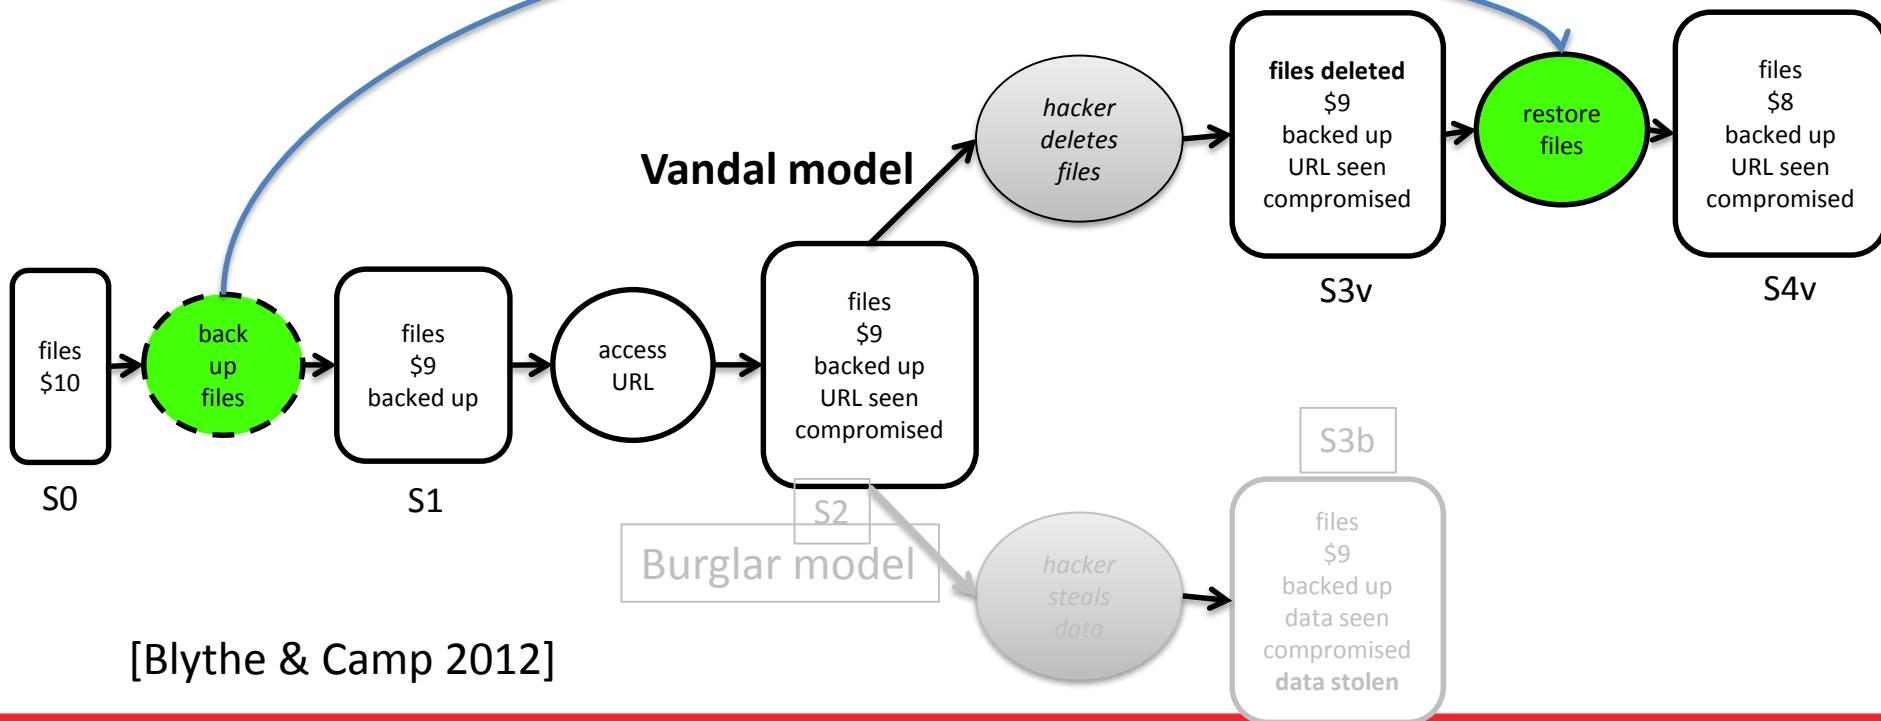 files
$10
S0
back
up
files
files
$9
backed up
S1
access
URL
files
$9
backed up
URL seen
compromised
S2
Vandal model
hacker
deletes
files
files deleted
$9
backed up
URL seen
compromised
S3v
restore
files
files
$8
backed up
URL seen
compromised
S4v
Burglar model
hacker
steals
data
S3b
files
$9
backed up
data seen
compromised
data stolen
[Blythe & Camp 2012]